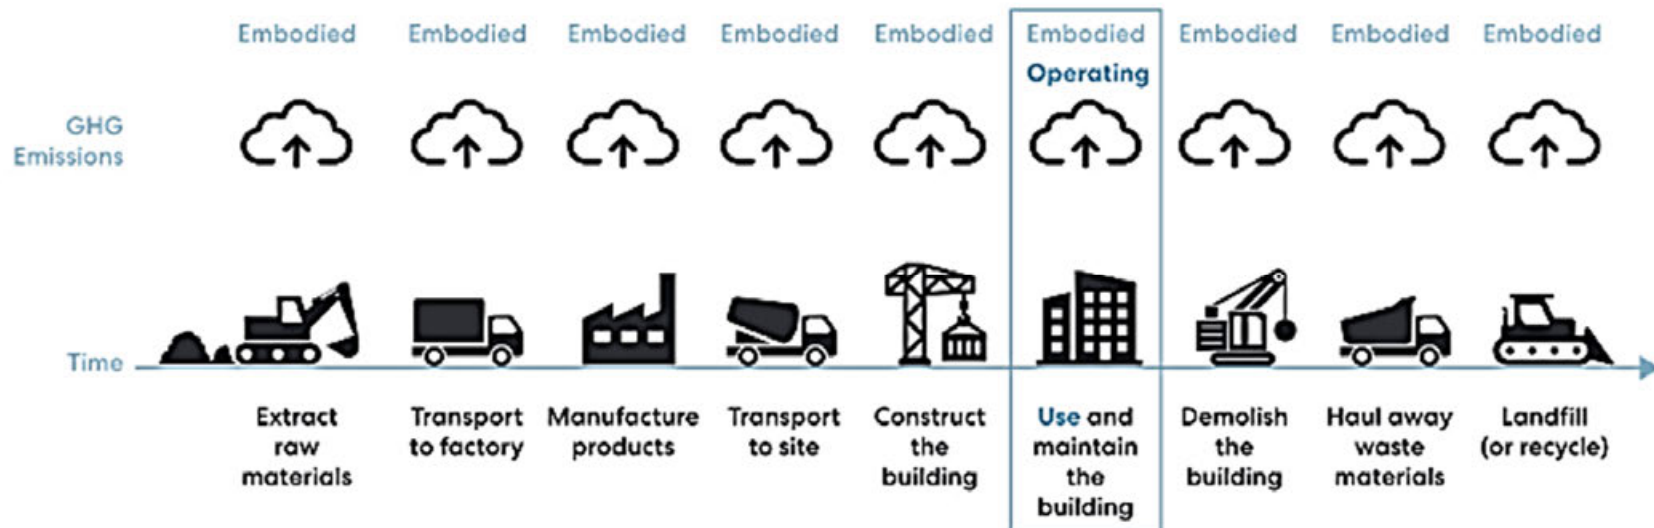 Embodied Embodied Embodied Embodied Embodied Embodied Embodied Embodied Embodied
Operating
GHG
Emissions
Time
Extract
raw
materials
Transport
to factory
Manufacture
products
Transport
to site
Construct
the
building
Use and
maintain
the
building
Demolish
the
building
Haul away
waste
materials
Landfill
(or recycle)